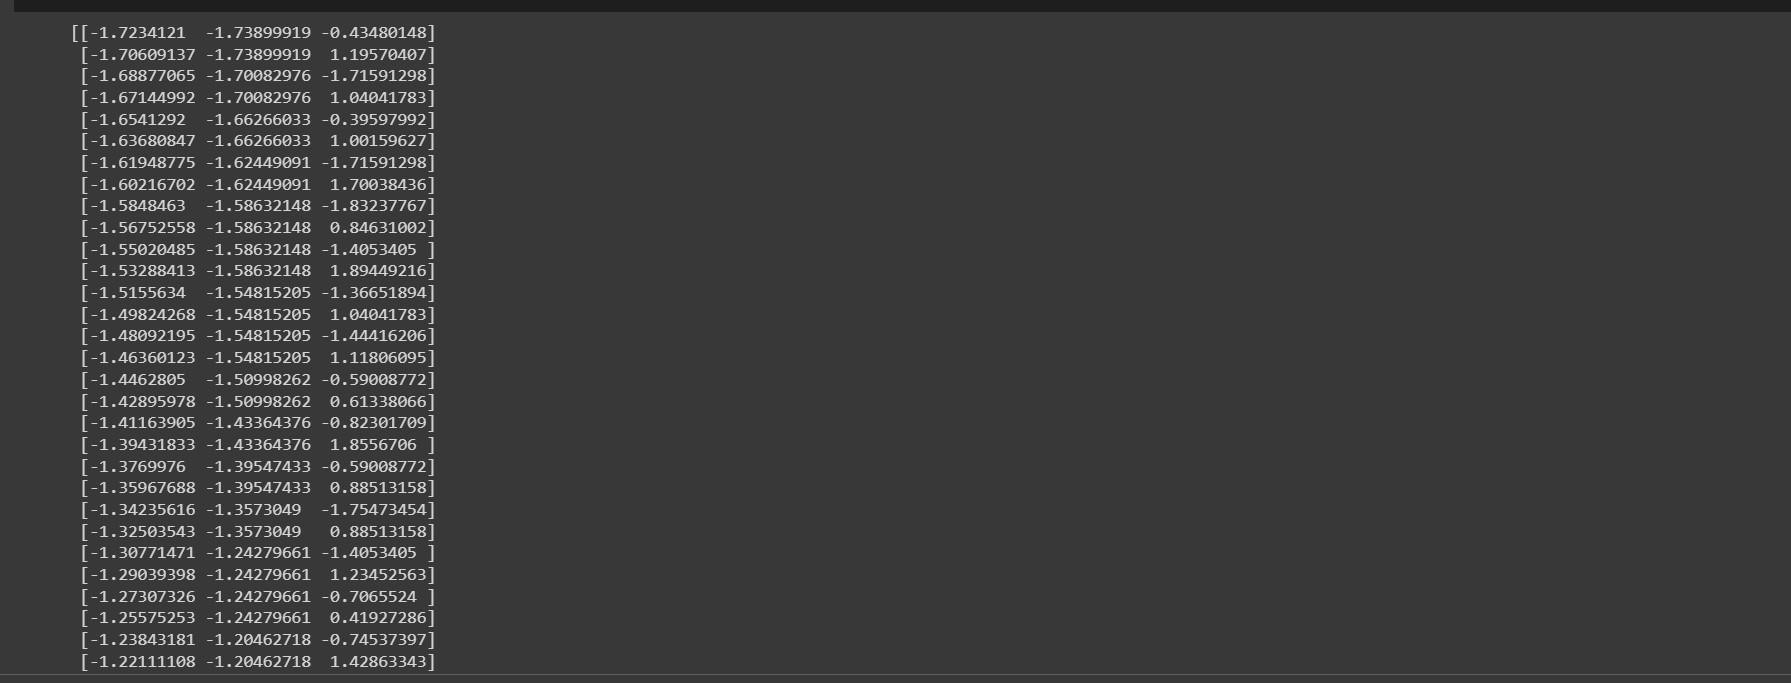 [[-1.7234121  -1.73899919 -0.43480148]
 [-1.70609137 -1.73899919  1.19570407]
 [-1.68877065 -1.70082976 -1.71591298]
 [-1.67144992 -1.70082976  1.04041783]
 [-1.6541292  -1.66266033 -0.39597992]
 [-1.63680847 -1.66266033  1.00159627]
 [-1.61948775 -1.62449091 -1.71591298]
 [-1.60216702 -1.62449091  1.70038436]
 [-1.5848463  -1.58632148 -1.83237767]
 [-1.56752558 -1.58632148  0.84631002]
 [-1.55020485 -1.58632148 -1.4053405 ]
 [-1.53288413 -1.58632148  1.89449216]
 [-1.5155634  -1.54815205 -1.36651894]
 [-1.49824268 -1.54815205  1.04041783]
 [-1.48092195 -1.54815205 -1.44416206]
 [-1.46360123 -1.54815205  1.11806095]
 [-1.4462805  -1.50998262 -0.59008772]
 [-1.42895978 -1.50998262  0.61338066]
 [-1.41163905 -1.43364376 -0.82301709]
 [-1.39431833 -1.43364376  1.8556706 ]
 [-1.3769976  -1.39547433 -0.59008772]
 [-1.35967688 -1.39547433  0.88513158]
 [-1.34235616 -1.3573049  -1.75473454]
 [-1.32503543 -1.3573049   0.88513158]
 [-1.30771471 -1.24279661 -1.4053405 ]
 [-1.29039398 -1.24279661  1.23452563]
 [-1.27307326 -1.24279661 -0.7065524 ]
 [-1.25575253 -1.24279661  0.41927286]
 [-1.23843181 -1.20462718 -0.74537397]
 [-1.22111108 -1.20462718  1.42863343]